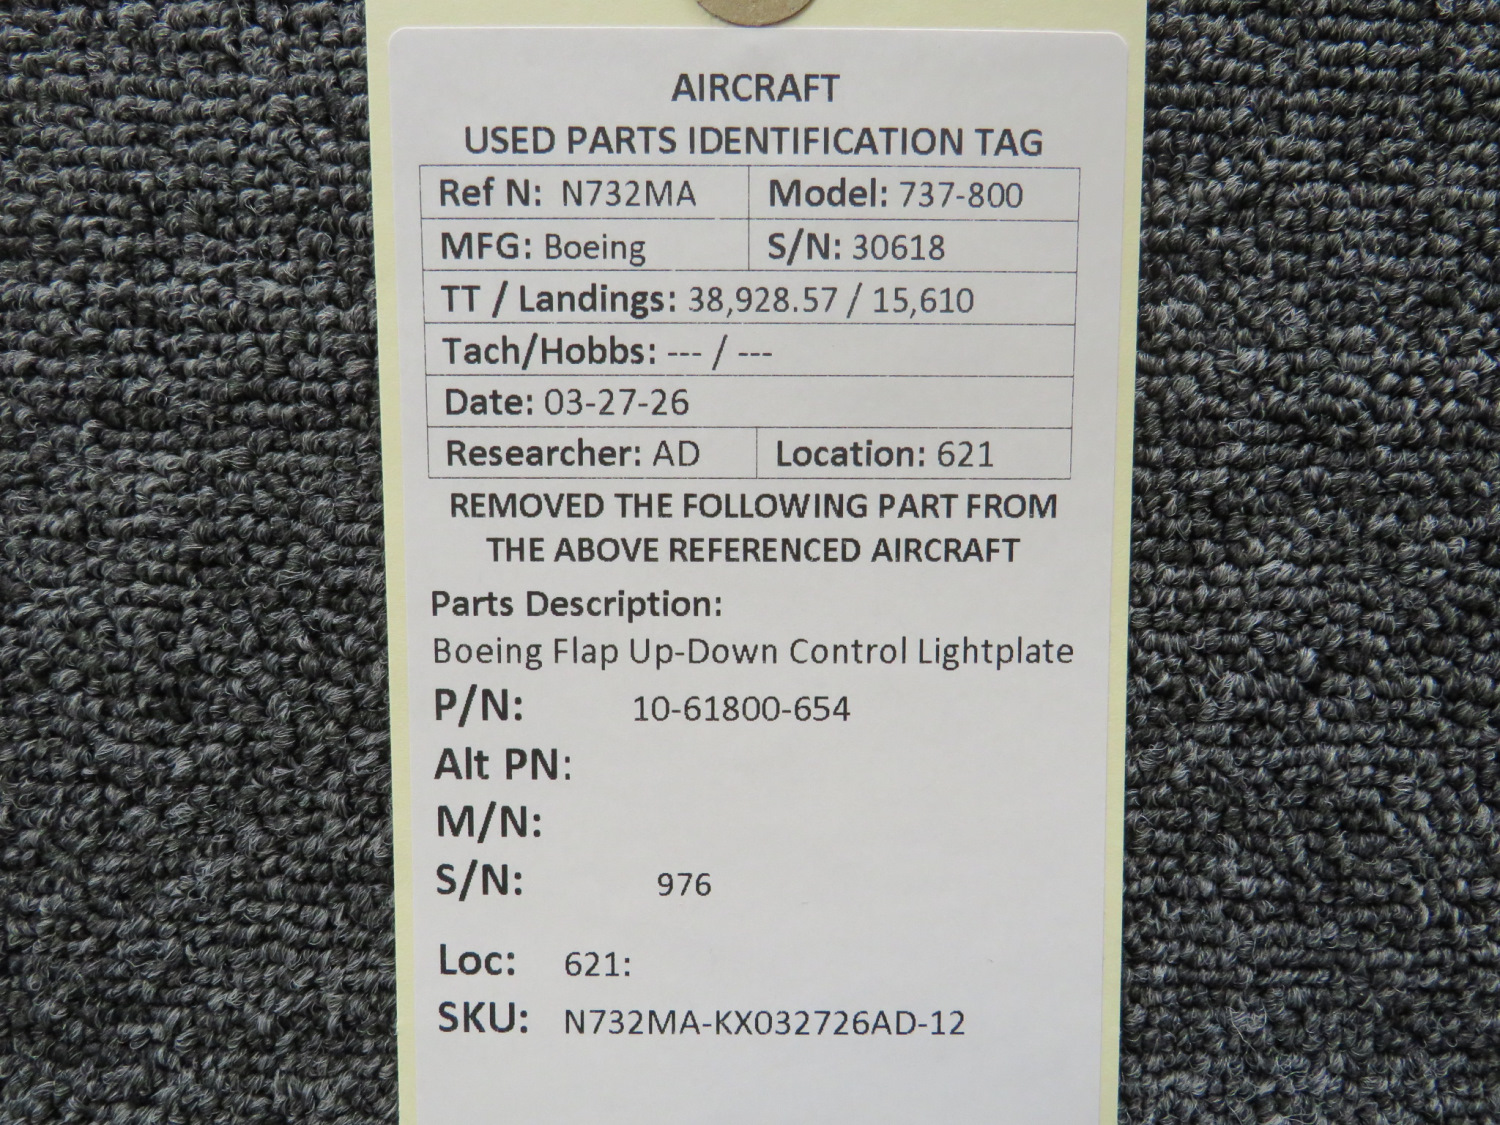 AIRCRAFT
USED PARTS IDENTIFICATION TAG
Ref N: N732MA Model: 737-800
MFG: Boeing S/N: 30618
TT / Landings: 38,928.57 / 15,610
Tach/Hobbs: --- / ---
Date: 03-27-26
Researcher: AD Location: 621
REMOVED THE FOLLOWING PART FROM
THE ABOVE REFERENCED AIRCRAFT
Parts Description:
Boeing Flap Up-Down Control Lightplate
P/N: 10-61800-654
Alt PN:
M/N:
S/N: 976
Loc: 621:
SKU: N732MA-KX032726AD-12